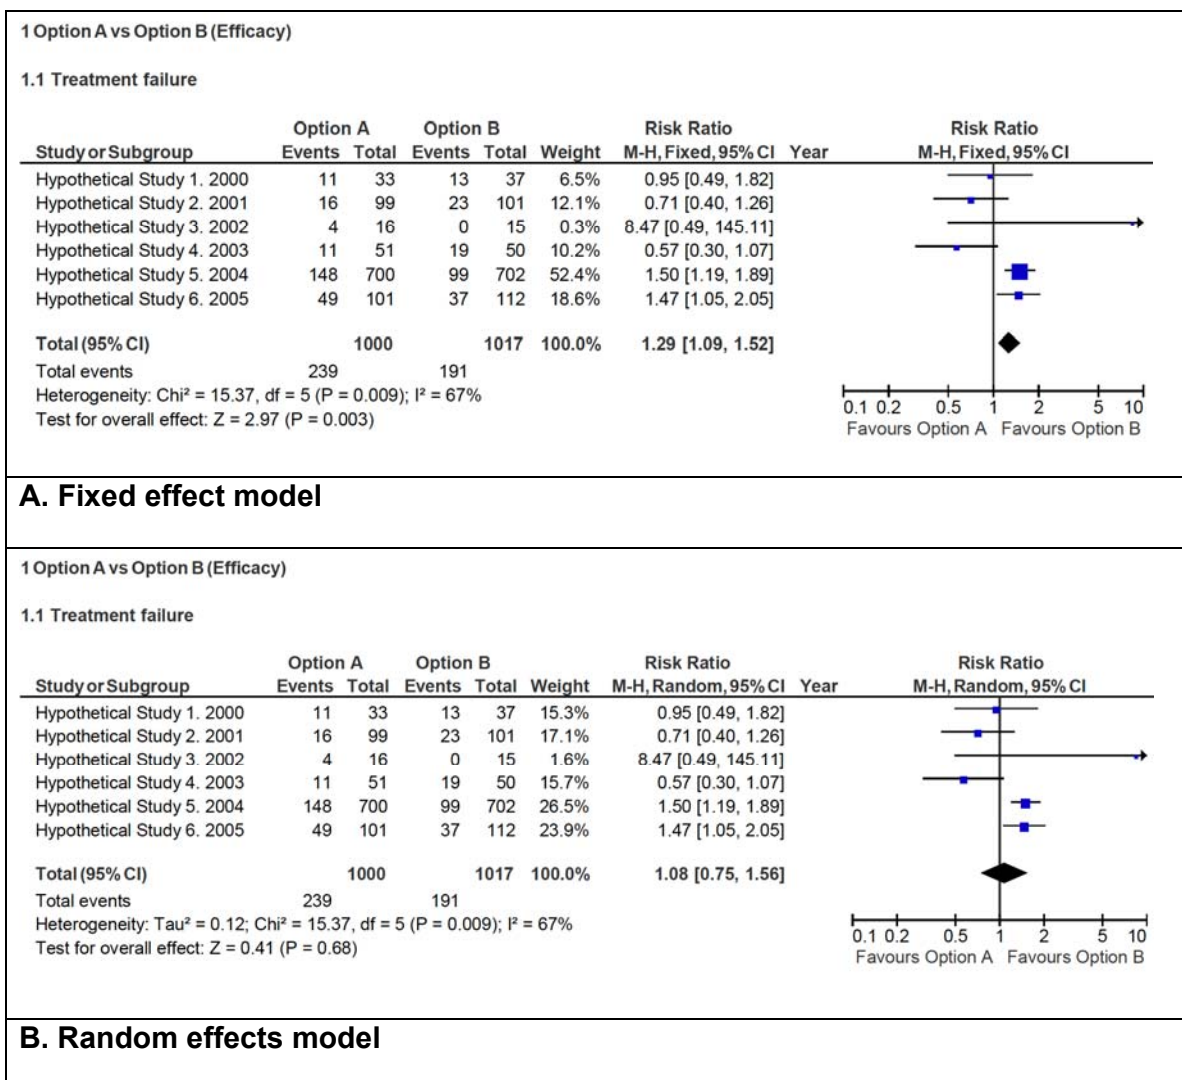 1 Option A vs Option B (Efficacy)
1.1 Treatment failure
Option A Option B Risk Ratio Risk Ratio
Study or Subgroup Events Total Events Total Weight M-H, Fixed, 95% CI Year M-H, Fixed, 95% CI
Hypothetical Study 1. 2000 11 33 13 37 6.5% 0.95 [0.49, 1.82]
Hypothetical Study 2. 2001 16 99 23 101 12.1% 0.71 [0.40, 1.26]
Hypothetical Study 3. 2002 4 16 0 15 0.3% 8.47 [0.49, 145.11]
Hypothetical Study 4. 2003 11 51 19 50 10.2% 0.57 [0.30, 1.07]
Hypothetical Study 5. 2004 148 700 99 702 52.4% 1.50 [1.19, 1.89]
Hypothetical Study 6. 2005 49 101 37 112 18.6% 1.47 [1.05, 2.05]
Total (95% CI) 1000 1017 100.0% 1.29 [1.09, 1.52]
Total events 239 191
Heterogeneity: Chi² = 15.37, df = 5 (P = 0.009); I² = 67%
Test for overall effect: Z = 2.97 (P = 0.003)
0.1 0.2 0.5 1 2 5 10
Favours Option A Favours Option B
A. Fixed effect model
1 Option A vs Option B (Efficacy)
1.1 Treatment failure
Option A Option B Risk Ratio Risk Ratio
Study or Subgroup Events Total Events Total Weight M-H, Random, 95% CI Year M-H, Random, 95% CI
Hypothetical Study 1. 2000 11 33 13 37 15.3% 0.95 [0.49, 1.82]
Hypothetical Study 2. 2001 16 99 23 101 17.1% 0.71 [0.40, 1.26]
Hypothetical Study 3. 2002 4 16 0 15 1.6% 8.47 [0.49, 145.11]
Hypothetical Study 4. 2003 11 51 19 50 15.7% 0.57 [0.30, 1.07]
Hypothetical Study 5. 2004 148 700 99 702 26.5% 1.50 [1.19, 1.89]
Hypothetical Study 6. 2005 49 101 37 112 23.9% 1.47 [1.05, 2.05]
Total (95% CI) 1000 1017 100.0% 1.08 [0.75, 1.56]
Total events 239 191
Heterogeneity: Tau² = 0.12; Chi² = 15.37, df = 5 (P = 0.009); I² = 67%
Test for overall effect: Z = 0.41 (P = 0.68)
0.1 0.2 0.5 1 2 5 10
Favours Option A Favours Option B
B. Random effects model